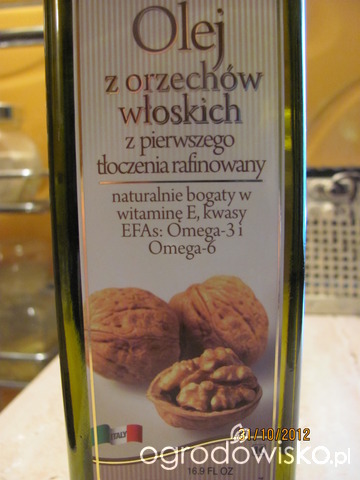 Olej
z orzechów
włoskich
z pierwszego
tłoczenia rafinowany
naturalnie bogaty w
witaminę E, kwasy
EFAs: Omega-3 i
Omega-6
ITALY
31/10/2012
ogrodowisko.pl
16.9 FL OZ